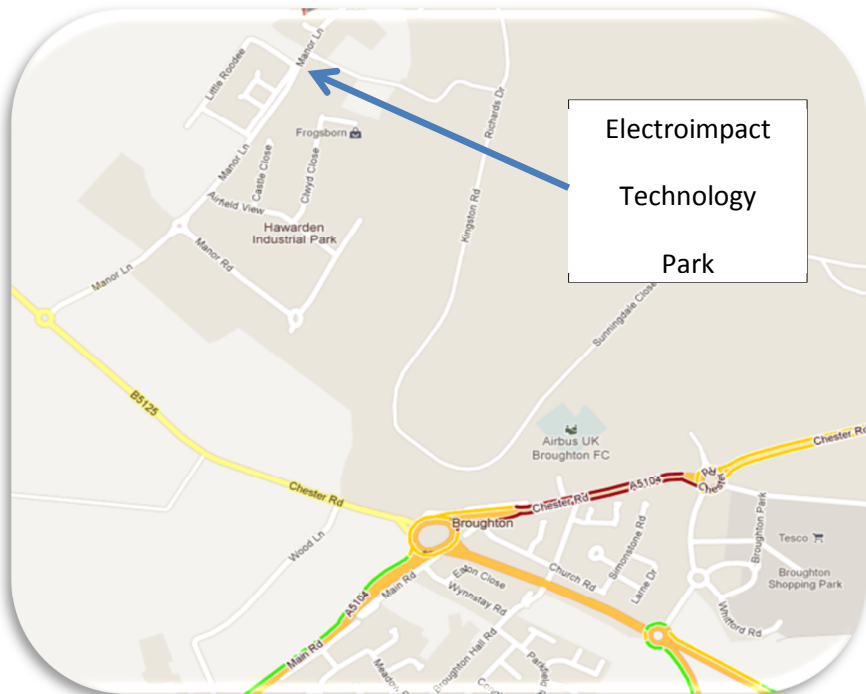 Manor Ln
Little Roodee
Richards Dr
Frogsborn
Manor Ln
Castle Close
Clwyd Close
Airfield View
Hawarden
Industrial Park
Kingston Rd
Manor Ln
Manor Rd
Electroimpact
Technology
Park
Sunningdale Close
B5125
Airbus UK
Broughton FC
Chester Rd
Chester Rd
Chester Rd
A5104
Chester Rd
Broughton
Wood Ln
Simonstone Rd
Broughton Park
Tesco
Broughton
Shopping Park
Church Rd
Larne Dr
Eaton Close
Main Rd
Wynnstay Rd
A5104
Whitford Rd
Main Rd
Broughton Hall Rd